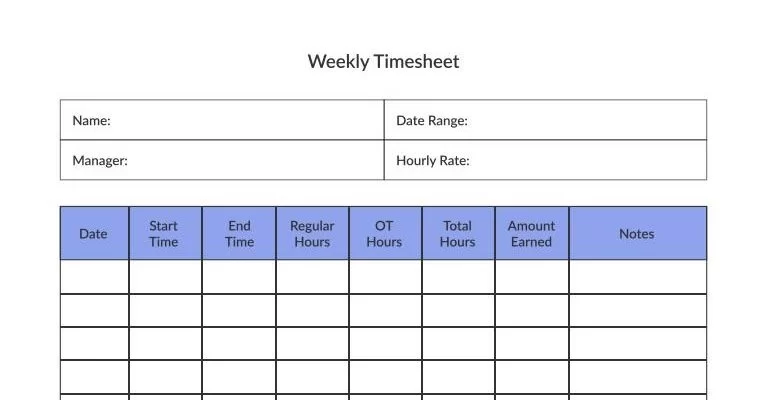 Weekly Timesheet
Name:
Date Range:
Manager:
Hourly Rate:
Date
Start
Time
End
Time
Regular
Hours
OT
Hours
Total
Hours
Amount
Earned
Notes